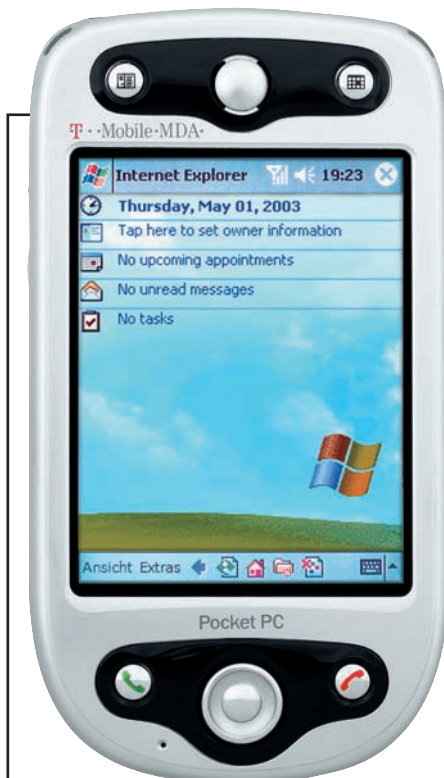 T··Mobile·MDA·
Internet Explorer 19:23
Thursday, May 01, 2003
Tap here to set owner information
No upcoming appointments
No unread messages
No tasks
Ansicht Extras
Pocket PC